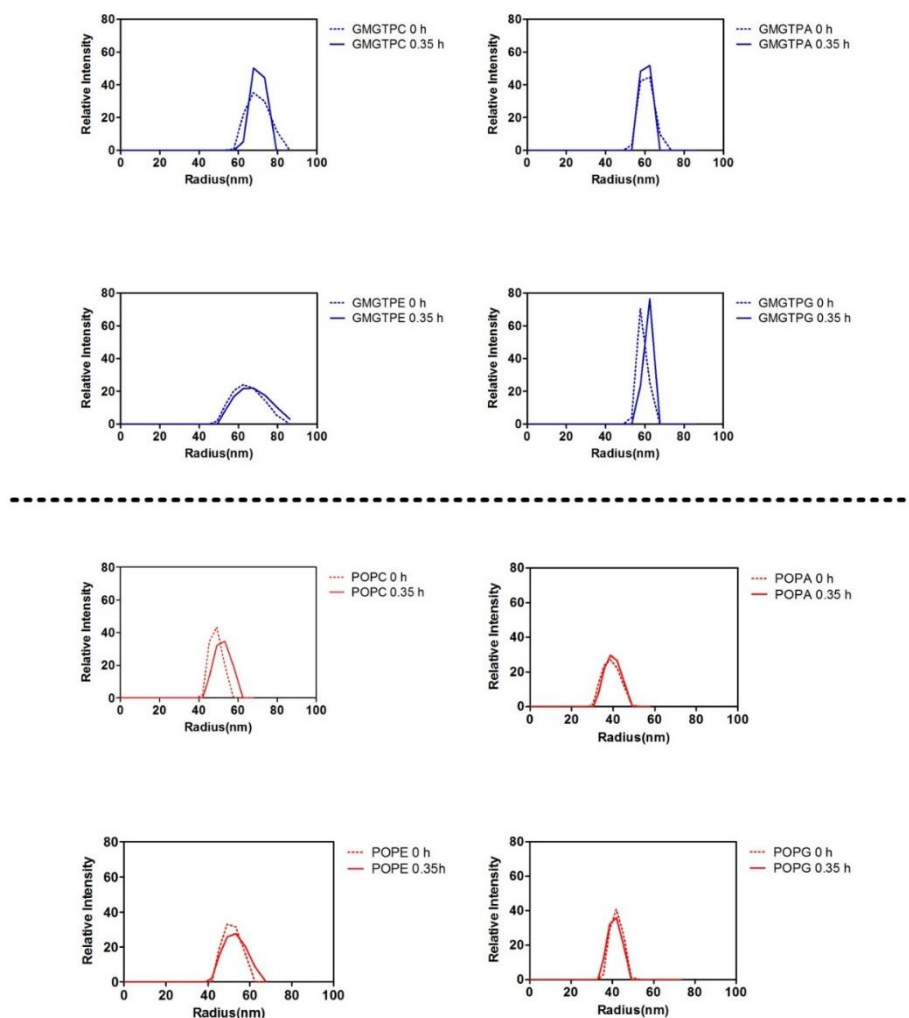 80
60
40
20
0
Relative Intensity
0 20 40 60 80 100
Radius(nm)
GMGTPC 0 h
GMGTPC 0.35 h
80
60
40
20
0
Relative Intensity
0 20 40 60 80 100
Radius(nm)
GMGTPA 0 h
GMGTPA 0.35 h
80
60
40
20
0
Relative Intensity
0 20 40 60 80 100
Radius(nm)
GMGTPE 0 h
GMGTPE 0.35 h
80
60
40
20
0
Relative Intensity
0 20 40 60 80 100
Radius(nm)
GMGTPG 0 h
GMGTPG 0.35 h
80
60
40
20
0
Relative Intensity
0 20 40 60 80 100
Radius(nm)
POPC 0 h
POPC 0.35 h
80
60
40
20
0
Relative Intensity
0 20 40 60 80 100
Radius(nm)
POPA 0 h
POPA 0.35 h
80
60
40
20
0
Relative Intensity
0 20 40 60 80 100
Radius(nm)
POPE 0 h
POPE 0.35h
80
60
40
20
0
Relative Intensity
0 20 40 60 80 100
Radius(nm)
POPG 0 h
POPG 0.35 h